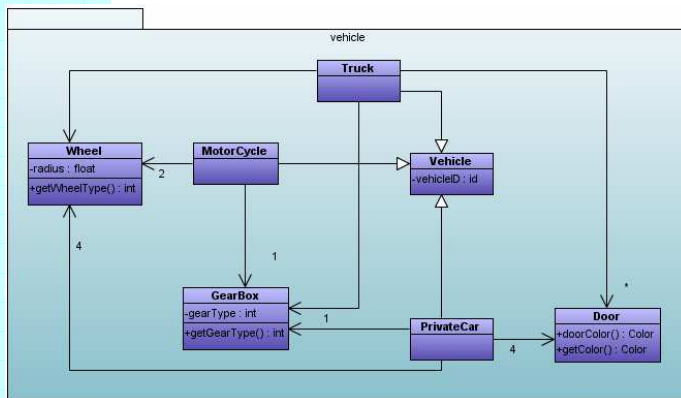 vehicle
Truck
Wheel
-radius : float
+getWheelType() : int
2
MotorCycle
Vehicle
-vehicleID : id
4
1
*
GearBox
-gearType : int
+getGearType() : int
1
PrivateCar
4
Door
+doorColor() : Color
+getColor() : Color